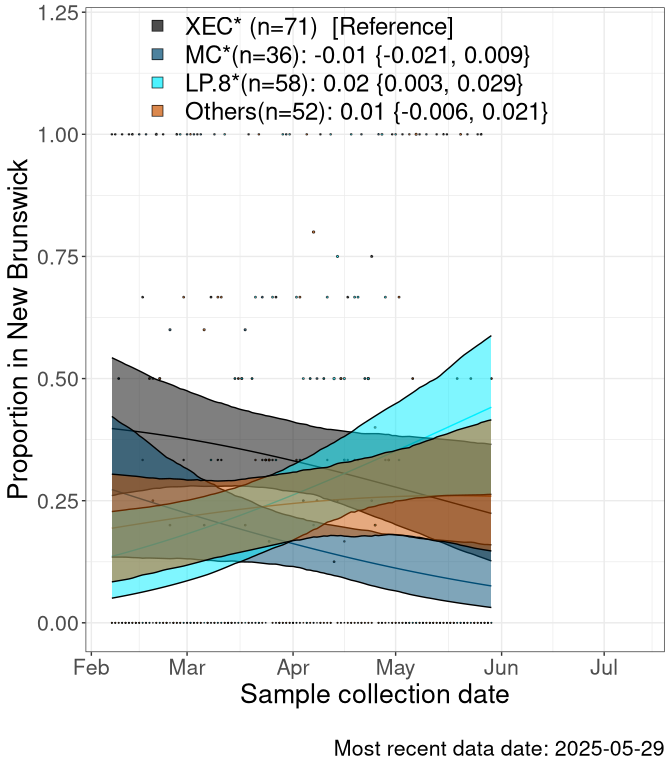 XEC* (n=71) [Reference]
MC*(n=36): -0.01 {-0.021, 0.009}
LP.8*(n=58): 0.02 {0.003, 0.029}
Others(n=52): 0.01 {-0.006, 0.021}
1.25
1.00
0.75
0.50
0.25
0.00
Proportion in New Brunswick
Feb Mar Apr May Jun Jul
Sample collection date
Most recent data date: 2025-05-29